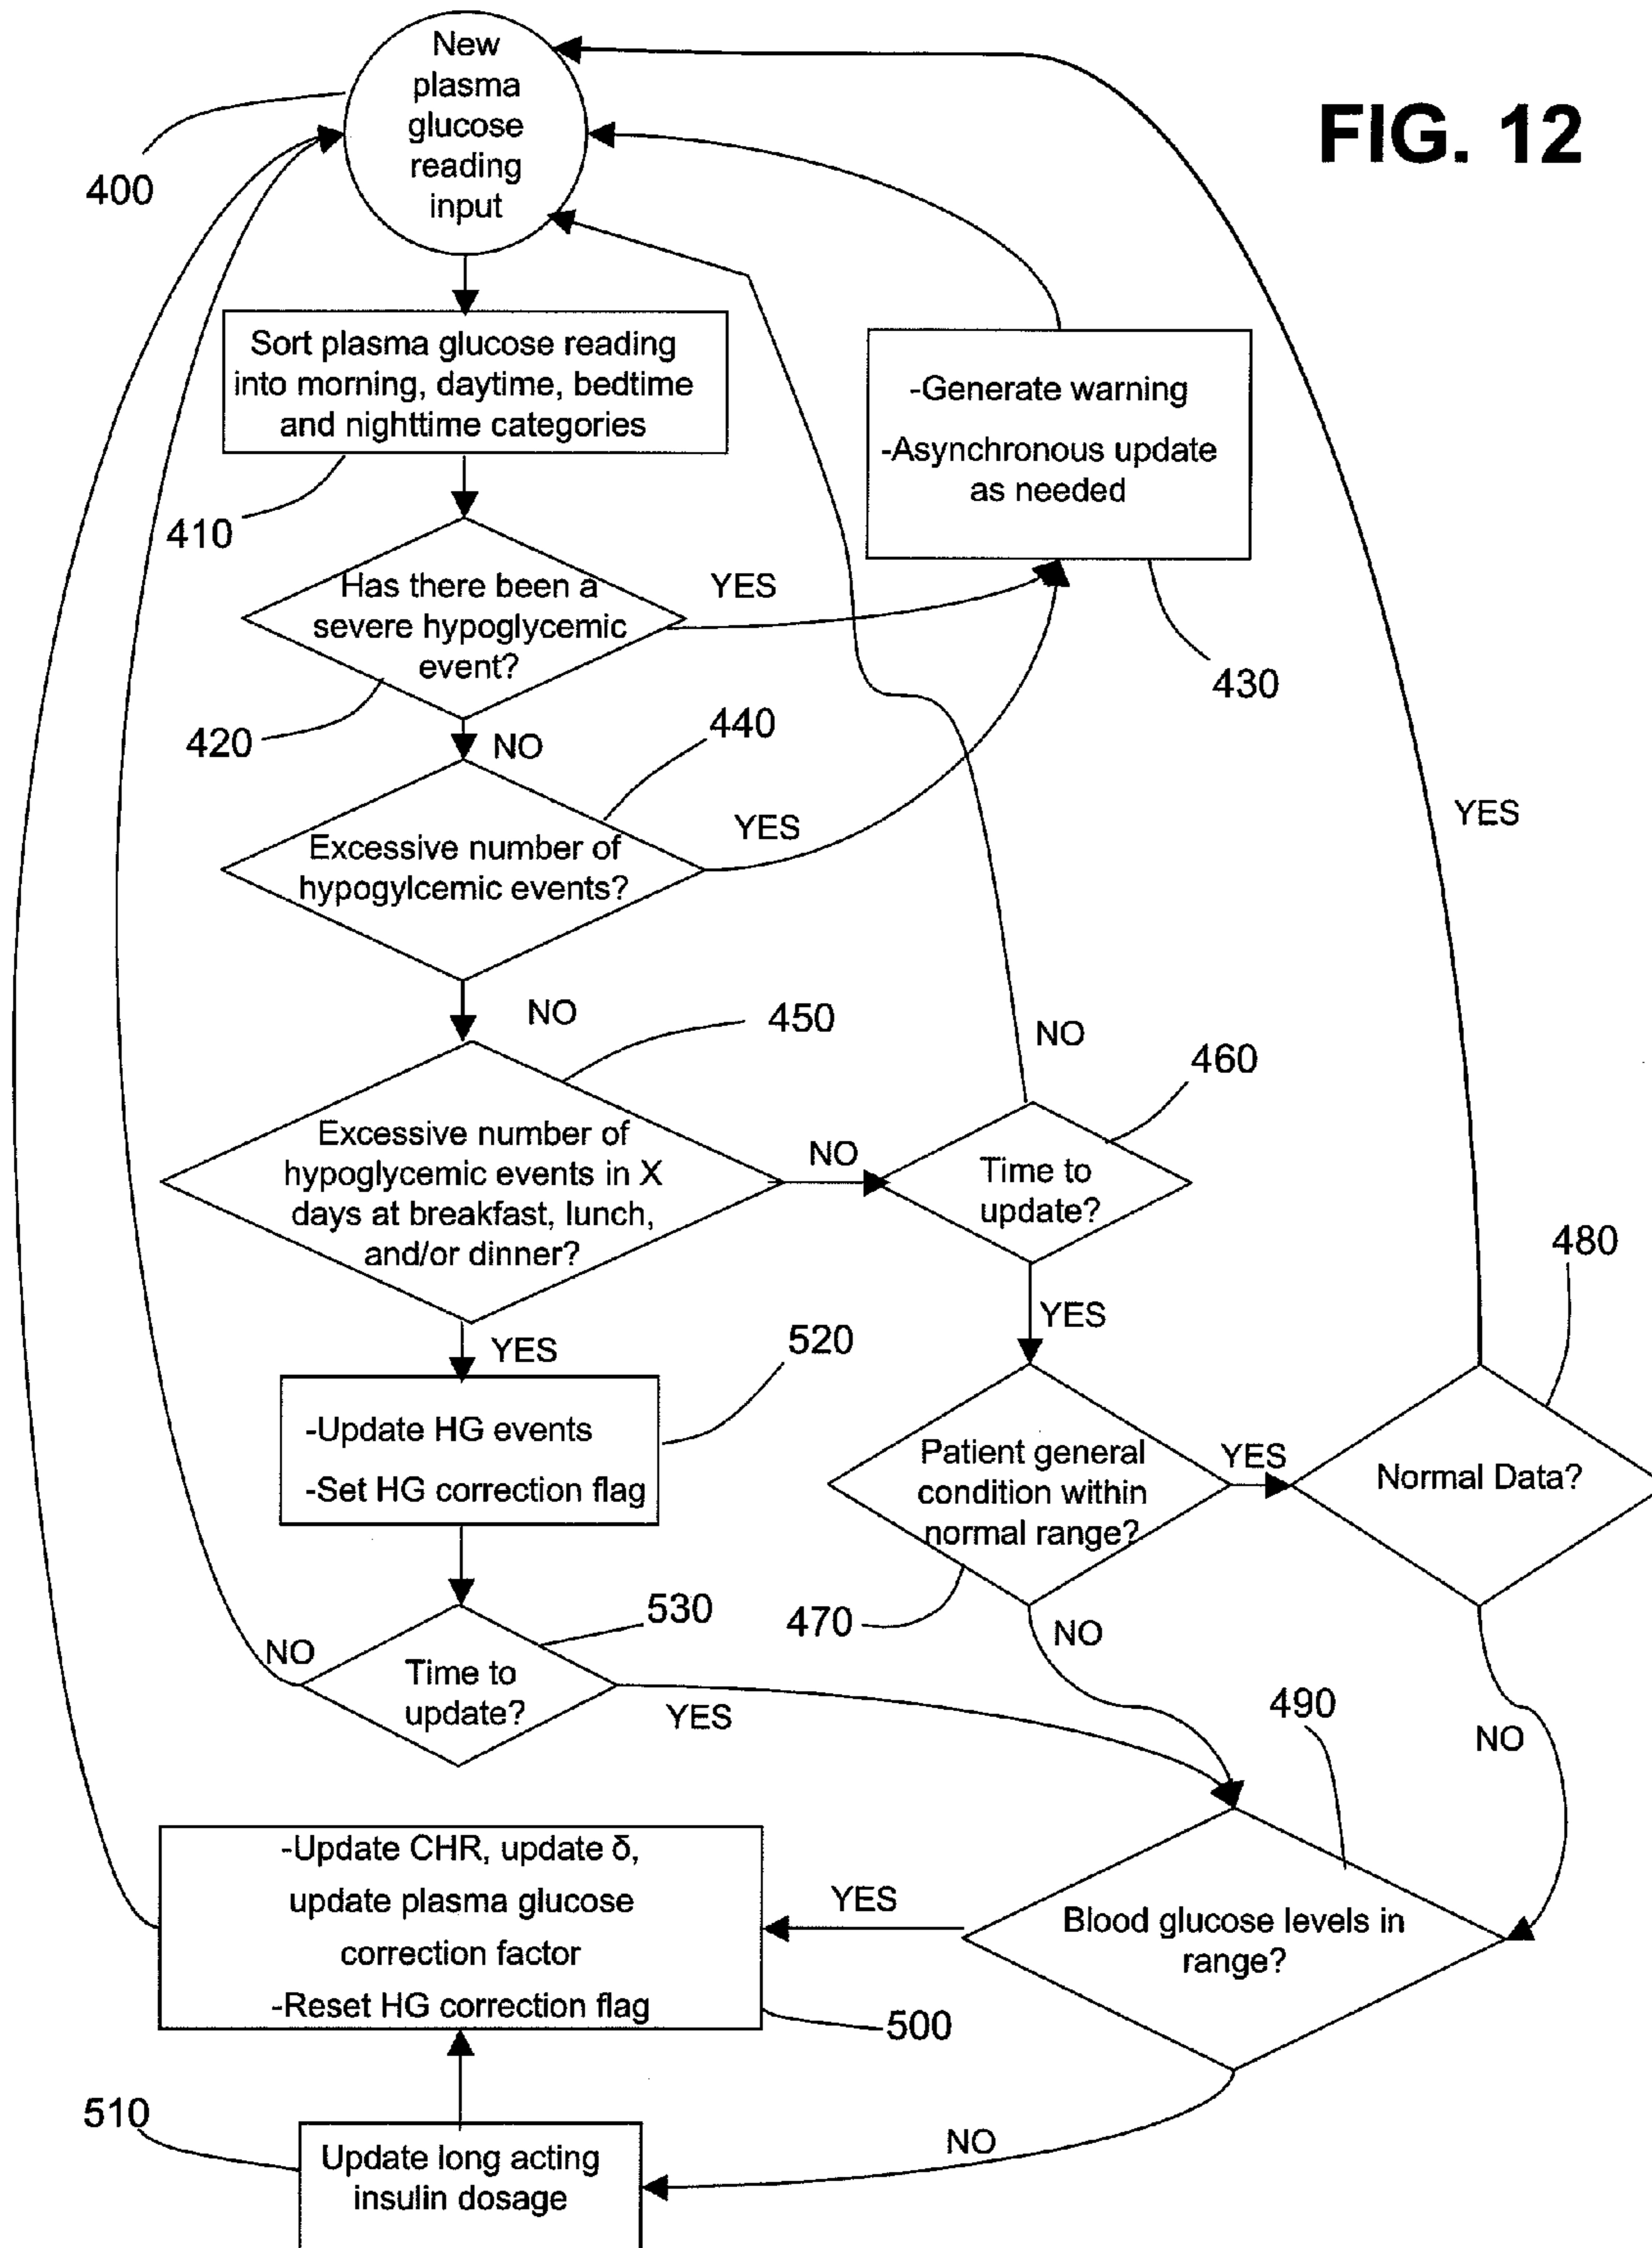 FIG. 12
New
plasma
glucose
reading
input
400
Sort plasma glucose reading
into morning, daytime, bedtime
and nighttime categories
410
-Generate warning
-Asynchronous update
as needed
430
Has there been a
severe hypoglycemic
event?
YES
420
NO
440
Excessive number of
hypogylcemic events?
YES
YES
NO
450
Excessive number of
hypoglycemic events in X
days at breakfast, lunch,
and/or dinner?
NO
NO
460
Time to
update?
YES
480
YES
520
-Update HG events
-Set HG correction flag
Patient general
condition within
normal range?
YES
Normal Data?
470
NO
530
NO
Time to
update?
YES
490
NO
-Update CHR, update δ,
update plasma glucose
correction factor
-Reset HG correction flag
YES
Blood glucose levels in
range?
500
510
Update long acting
insulin dosage
NO